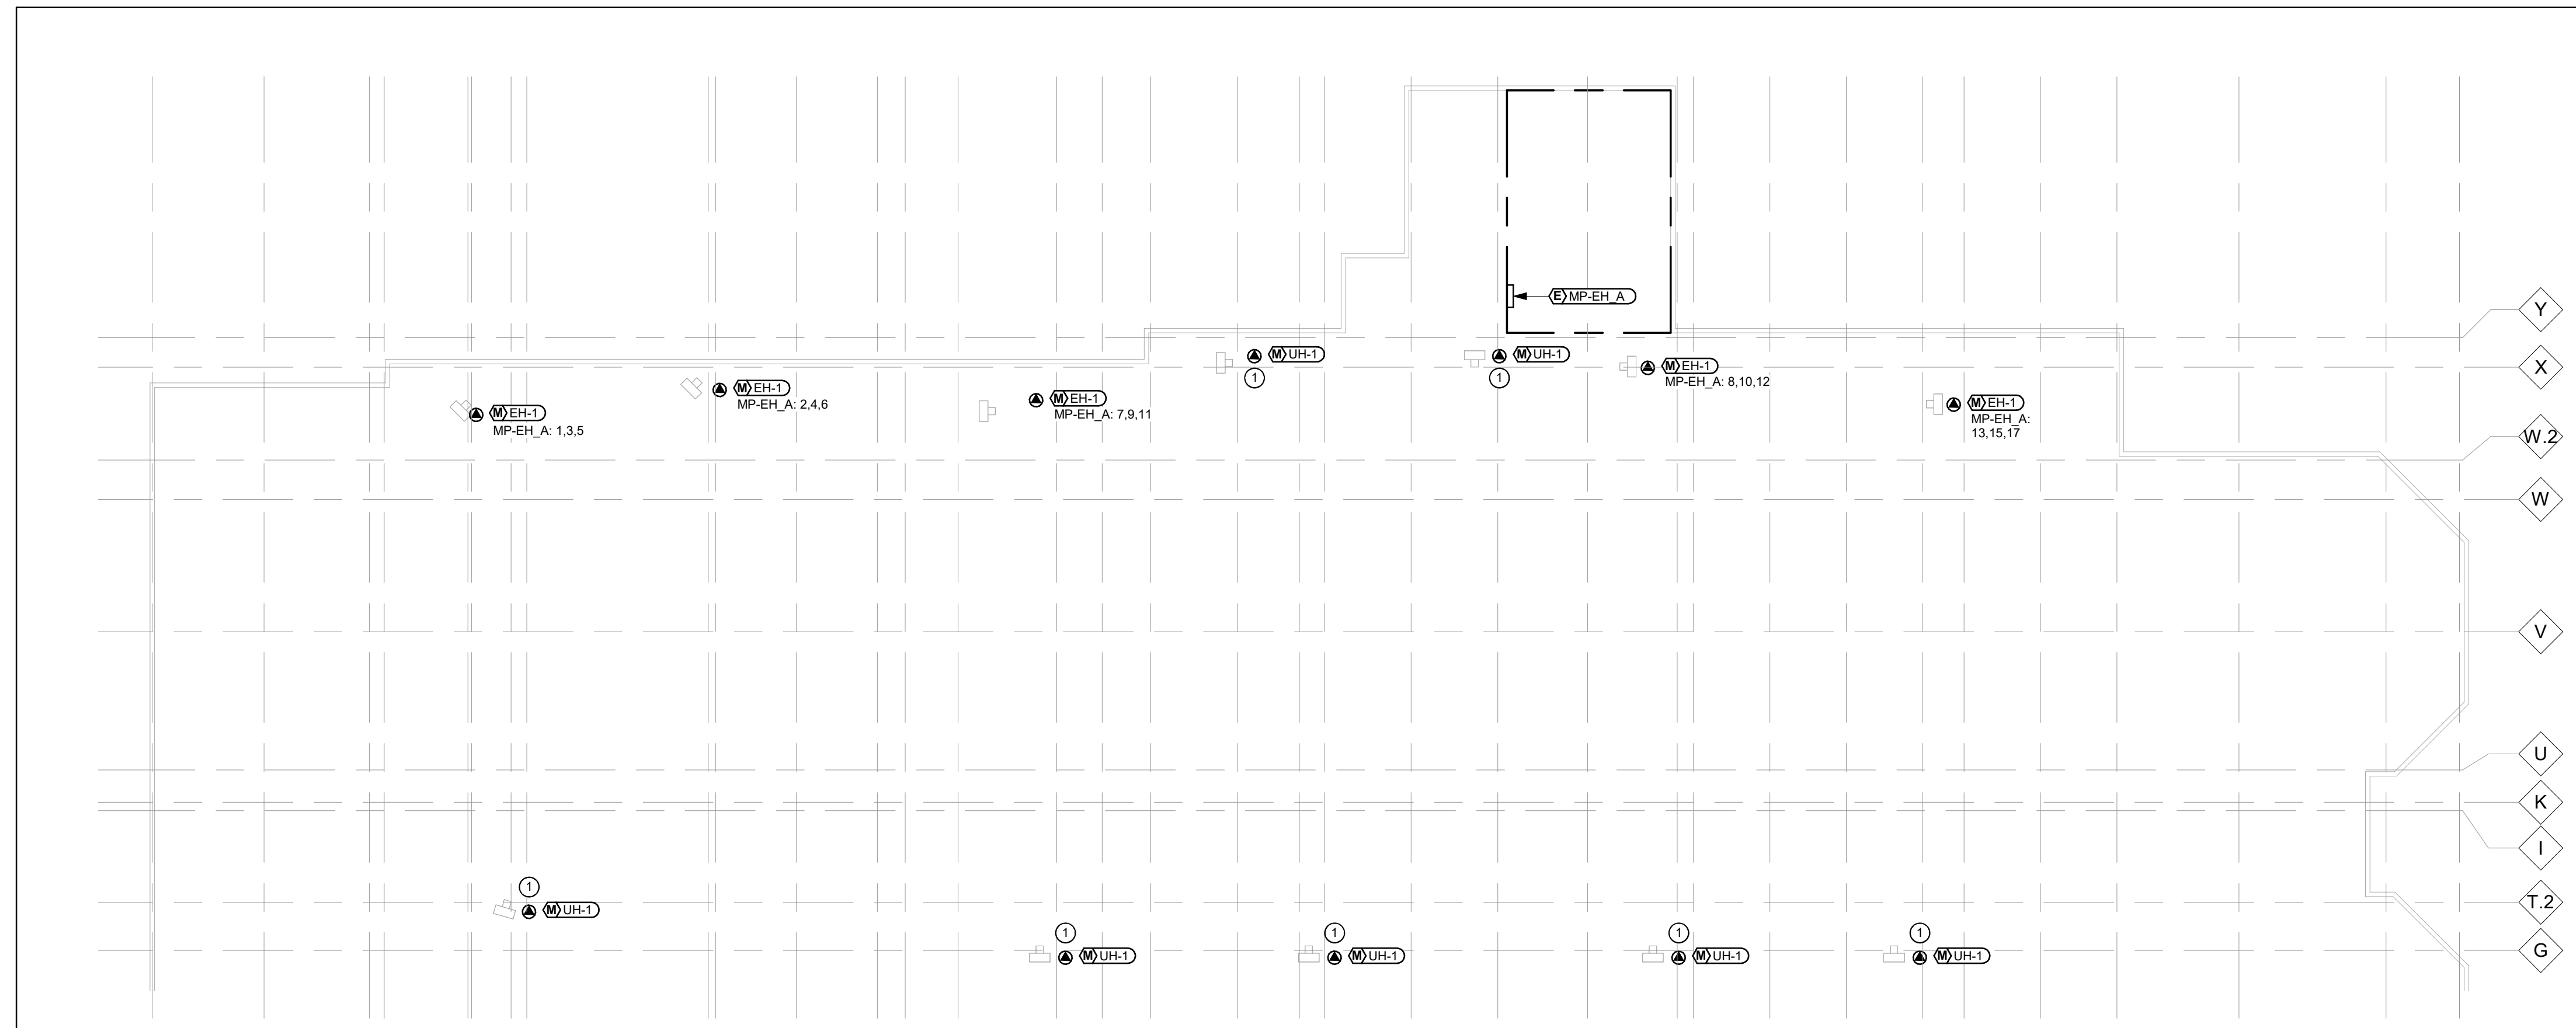 E MP-EH_A
Y
M UH-1
M UH-1
1
1
M EH-1
MP-EH_A: 8,10,12
X
M EH-1
MP-EH_A: 2,4,6
M EH-1
MP-EH_A: 7,9,11
M EH-1
MP-EH_A:
13,15,17
M EH-1
MP-EH_A: 1,3,5
W.2
W
V
U
K
I
1
M UH-1
T.2
1
M UH-1
1
M UH-1
1
M UH-1
1
M UH-1
G